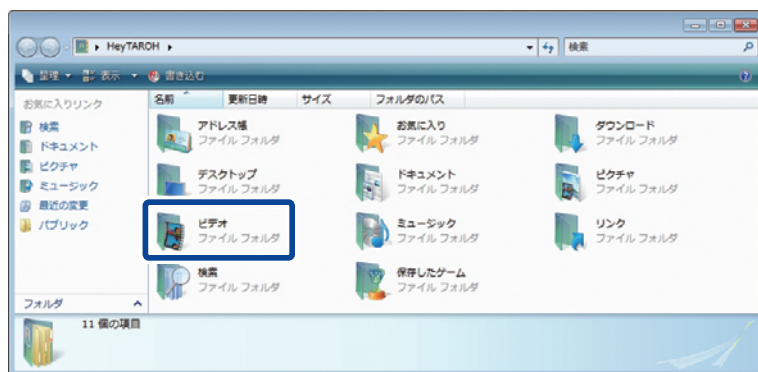 HeyTAROH
検索
整理
表示
書き込む
お気に入りリンク
検索
ドキュメント
ピクチャ
ミュージック
最近の変更
パブリック
フォルダ
名前 更新日時 サイズ フォルダのパス
アドレス帳
ファイル フォルダ
お気に入り
ファイル フォルダ
ダウンロード
ファイル フォルダ
デスクトップ
ファイル フォルダ
ドキュメント
ファイル フォルダ
ピクチャ
ファイル フォルダ
ビデオ
ファイル フォルダ
ミュージック
ファイル フォルダ
リンク
ファイル フォルダ
検索
ファイル フォルダ
保存したゲーム
ファイル フォルダ
11 個の項目